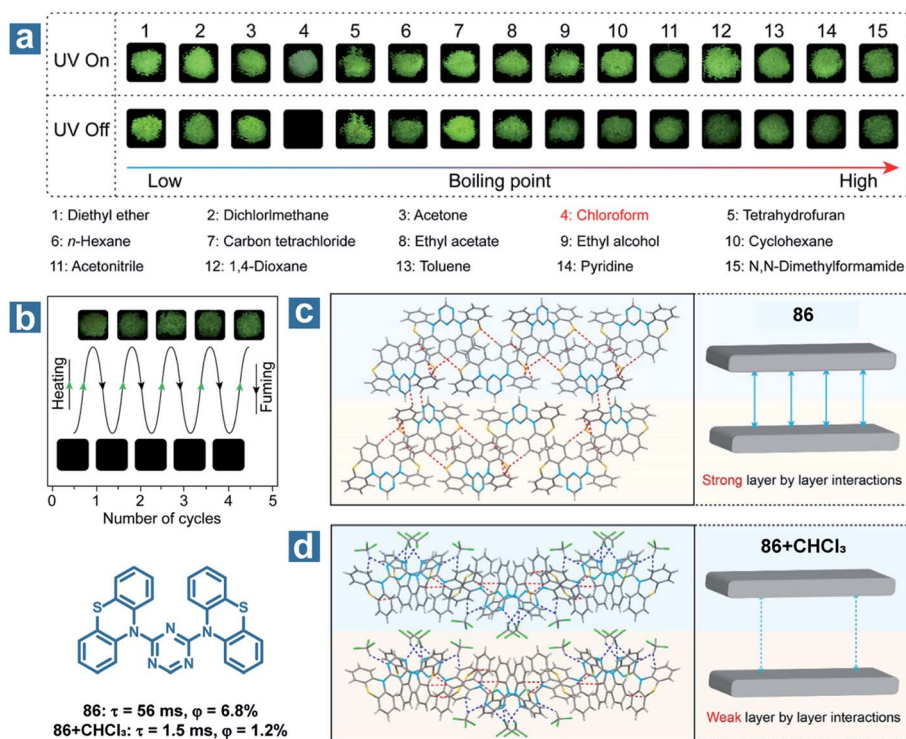 a
1 2 3 4 5 6 7 8 9 10 11 12 13 14 15
UV On
UV Off
Low Boiling point High
1: Diethyl ether 2: Dichlorlmethane 3: Acetone 4: Chloroform 5: Tetrahydrofuran
6: n-Hexane 7: Carbon tetrachloride 8: Ethyl acetate 9: Ethyl alcohol 10: Cyclohexane
11: Acetonitrile 12: 1,4-Dioxane 13: Toluene 14: Pyridine 15: N,N-Dimethylformamide
b
Heating
Fuming
0 1 2 3 4 5
Number of cycles
S S
N N
N
N N
86: τ = 56 ms, φ = 6.8%
86+CHCl₃: τ = 1.5 ms, φ = 1.2%
c
86
Strong layer by layer interactions
d
86+CHCl₃
Weak layer by layer interactions